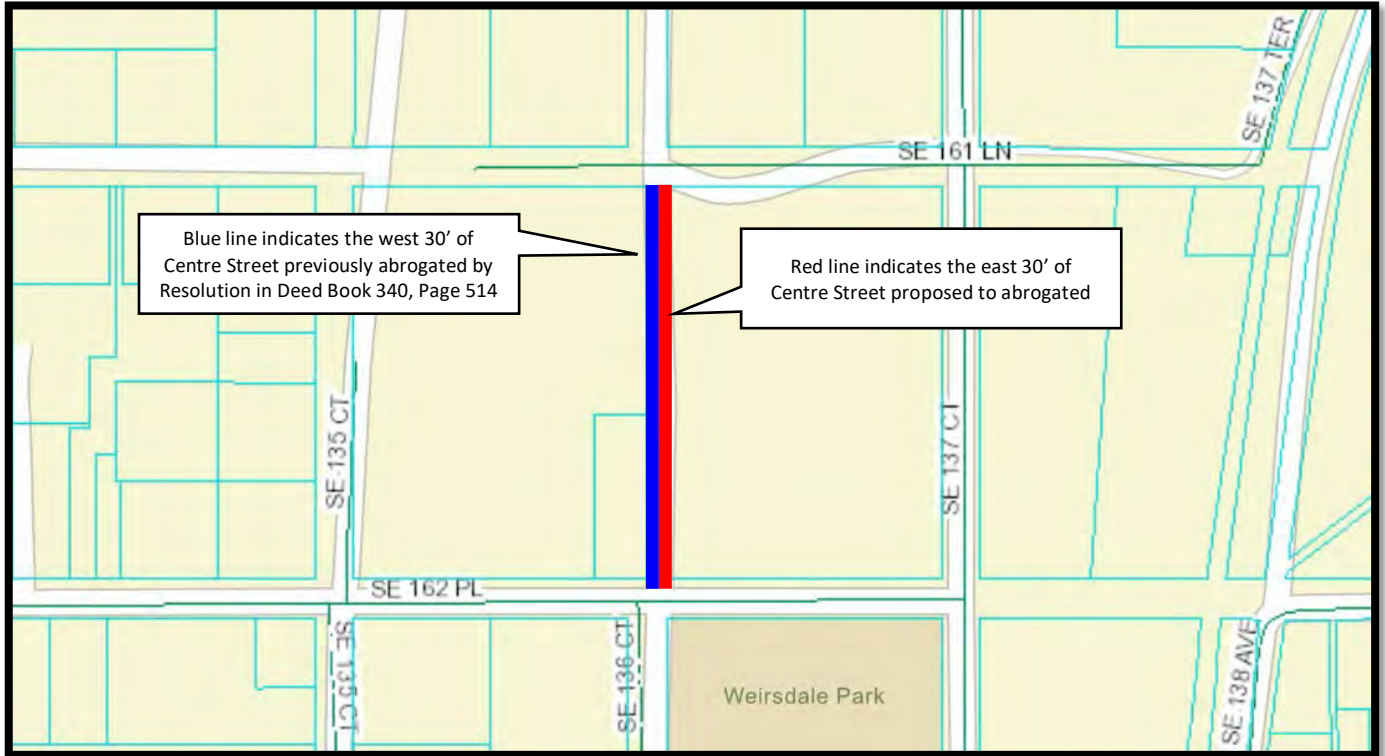 SE 137 TER
SE 161 LN
Blue line indicates the west 30’ of
Centre Street previously abrogated by
Resolution in Deed Book 340, Page 514
Red line indicates the east 30’ of
Centre Street proposed to abrogated
SE 135 CT
SE 137 CT
SE 162 PL
SE 135 CT
SE 136 CT
Weirsdale Park
SE 138 AVE